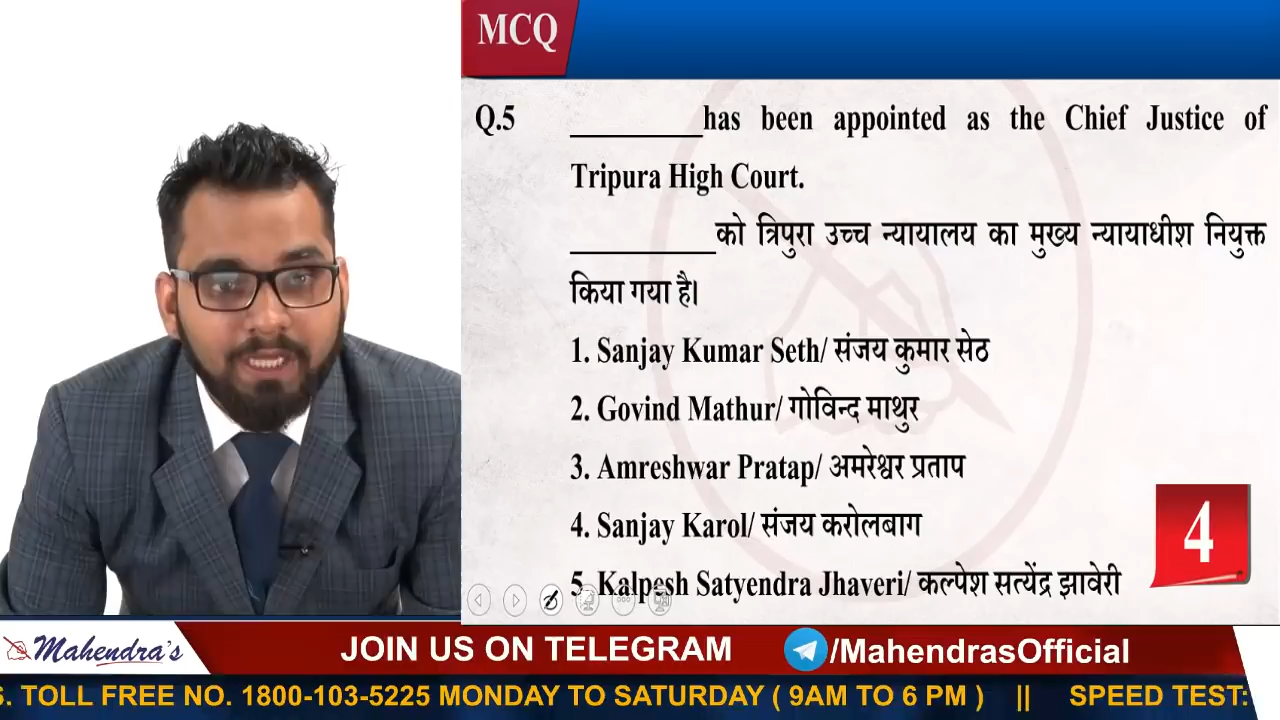 MCQ
Q.5 __________has been appointed as the Chief Justice of
Tripura High Court.
__________को त्रिपुरा उच्च न्यायालय का मुख्य न्यायाधीश नियुक्त
किया गया है।
1. Sanjay Kumar Seth/ संजय कुमार सेठ
2. Govind Mathur/ गोविन्द माथुर
3. Amreshwar Pratap/ अमरेश्वर प्रताप
4. Sanjay Karol/ संजय करोलबाग
5. Kalpesh Satyendra Jhaveri/ कल्पेश सत्येंद्र झावेरी
4
Mahendra's
JOIN US ON TELEGRAM
/MahendrasOfficial
S. TOLL FREE NO. 1800-103-5225 MONDAY TO SATURDAY ( 9AM TO 6 PM ) || SPEED TEST: